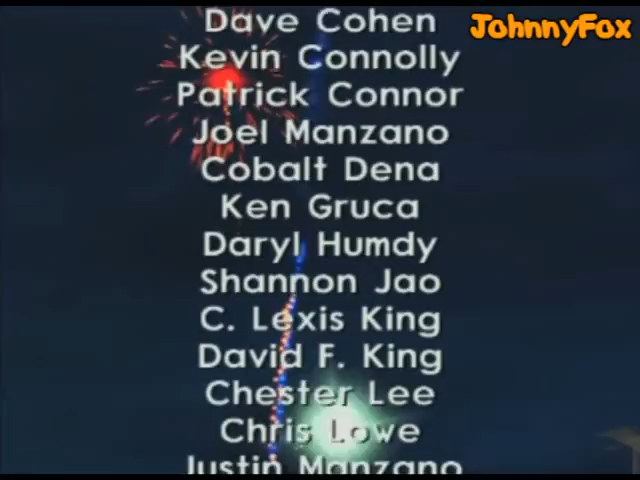 Dave Cohen
JohnnyFox
Kevin Connolly
Patrick Connor
Joel Manzano
Cobalt Dena
Ken Gruca
Daryl Humdy
Shannon Jao
C. Lexis King
David F. King
Chester Lee
Chris Lowe
Justin Manzano